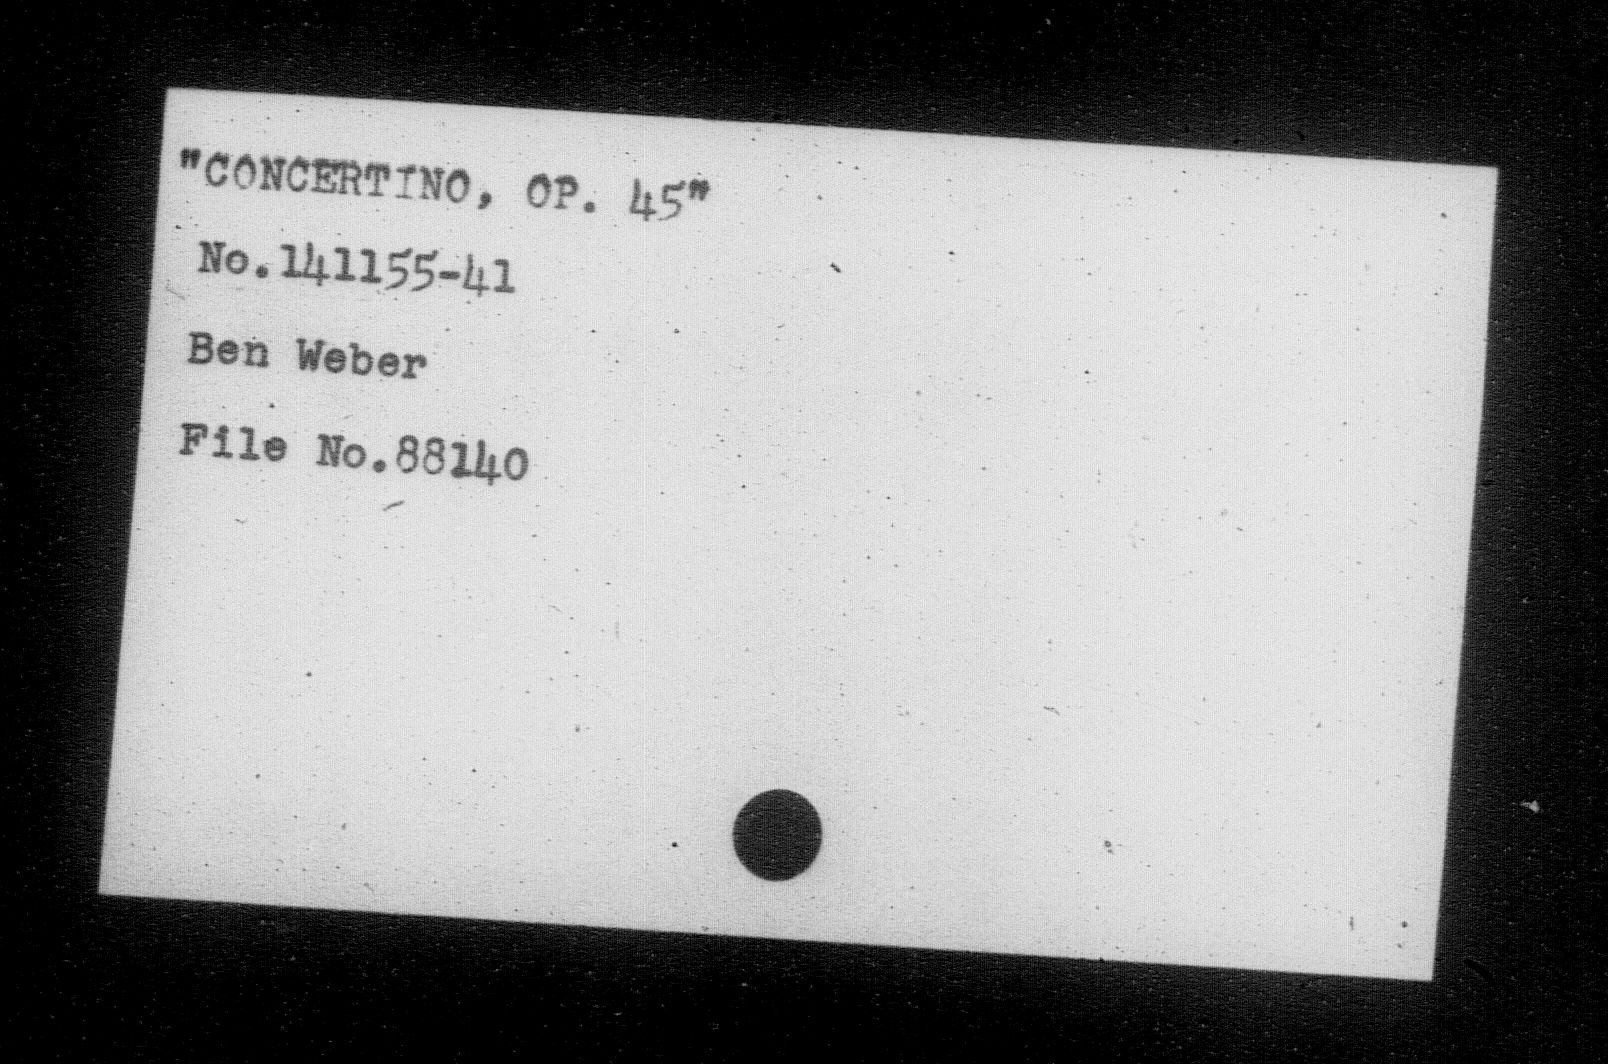 "CONCERTINO, OP. 45"
No.141155-41
Ben Weber
File No.88140